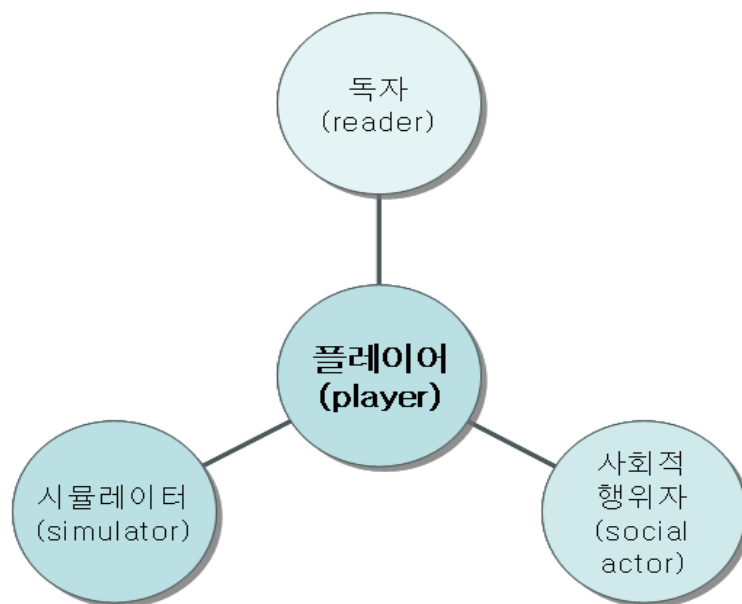 독자
(reader)
플레이어
(player)
시뮬레이터
(simulator)
사회적
행위자
(social
actor)